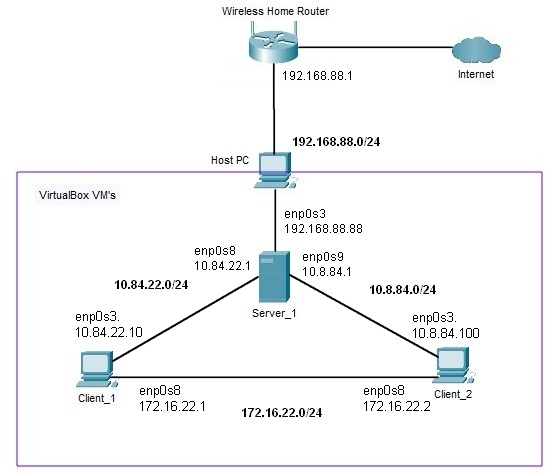 Wireless Home Router
192.168.88.1
Internet
192.168.88.0/24
Host PC
VirtualBox VM's
enp0s3
192.168.88.88
enp0s8
10.84.22.1
enp0s9
10.8.84.1
10.84.22.0/24
10.8.84.0/24
Server_1
enp0s3.
10.84.22.10
enp0s3.
10.8.84.100
Client_1
enp0s8
172.16.22.1
172.16.22.0/24
enp0s8
172.16.22.2
Client_2